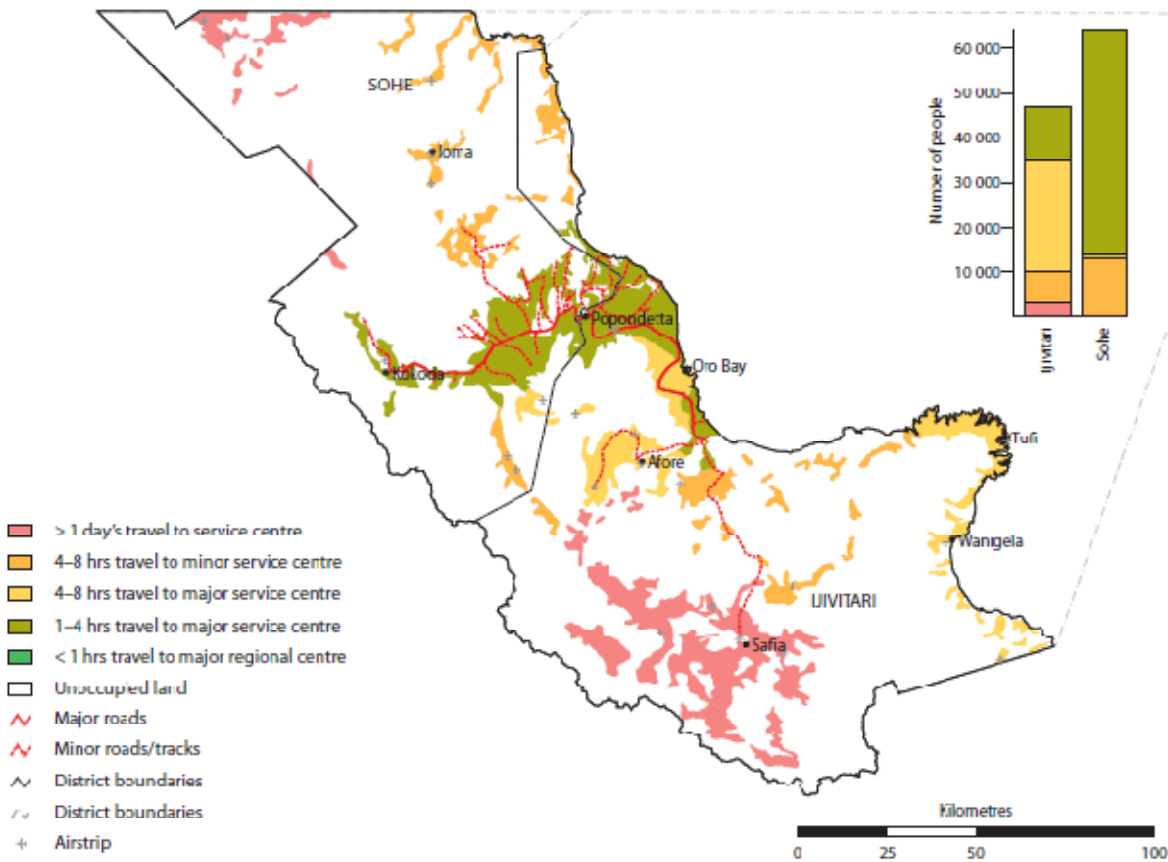 SOHE
Ioma
Popondetta
Kokoda
Oro Bay
Tufi
Afore
Wanigela
IJIVITARI
Safia
60 000
50 000
40 000
30 000
20 000
10 000
Number of people
Ijivitari
Sohe
> 1 day's travel to service centre
4–8 hrs travel to minor service centre
4–8 hrs travel to major service centre
1–4 hrs travel to major service centre
< 1 hrs travel to major regional centre
Unoccupied land
Major roads
Minor roads/tracks
District boundaries
District boundaries
Airstrip
Kilometres
0 25 50 100